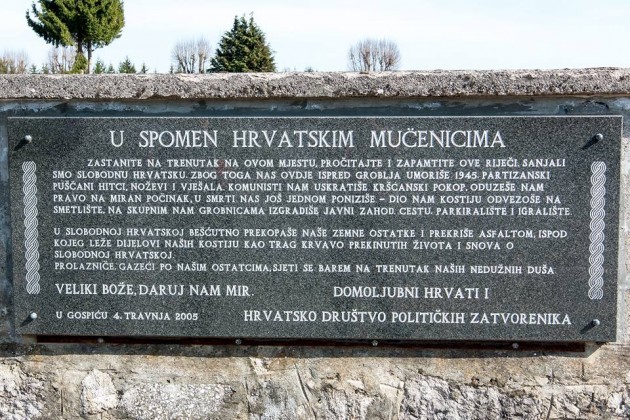 U SPOMEN HRVATSKIM MUČENICIMA
ZASTANITE NA TRENUTAK NA OVOM MJESTU, PROČITAJTE I ZAPAMTITE OVE RIJEČI. SANJALI
SMO SLOBODNU HRVATSKU. ZBOG TOGA NAS OVDJE ISPRED GROBLJA UMORIŠE 1945. PARTIZANSKI
PUŠČANI HITCI, NOŽEVI I VJEŠALA. KOMUNISTI NAM USKRATIŠE KRŠĆANSKI POKOP, ODUZEŠE NAM
PRAVO NA MIRAN POČINAK, U SMRTI NAS JOŠ JEDNOM PONIZIŠE - DIO NAM KOSTIJU ODVEZOŠE NA
SMETLIŠTE. NA SKUPNIM NAM GROBNICAMA IZGRADIŠE JAVNI ZAHOD, CESTU, PARKIRALIŠTE I IGRALIŠTE.
U SLOBODNOJ HRVATSKOJ BEŠĆUTNO PREKOPAŠE NAŠE ZEMNE OSTATKE I PREKRIŠE ASFALTOM, ISPOD
KOJEG LEŽE DIJELOVI NAŠIH KOSTIJU KAO TRAG KRVAVO PREKINUTIH ŽIVOTA I SNOVA O
SLOBODNOJ HRVATSKOJ.
PROLAZNIČE, GAZEĆI PO NAŠIM OSTATCIMA, SJETI SE BAREM NA TRENUTAK NAŠIH NEDUŽNIH DUŠA
VELIKI BOŽE, DARUJ NAM MIR. DOMOLJUBNI HRVATI I
U GOSPIĆU 4. TRAVNJA 2005 HRVATSKO DRUŠTVO POLITIČKIH ZATVORENIKA